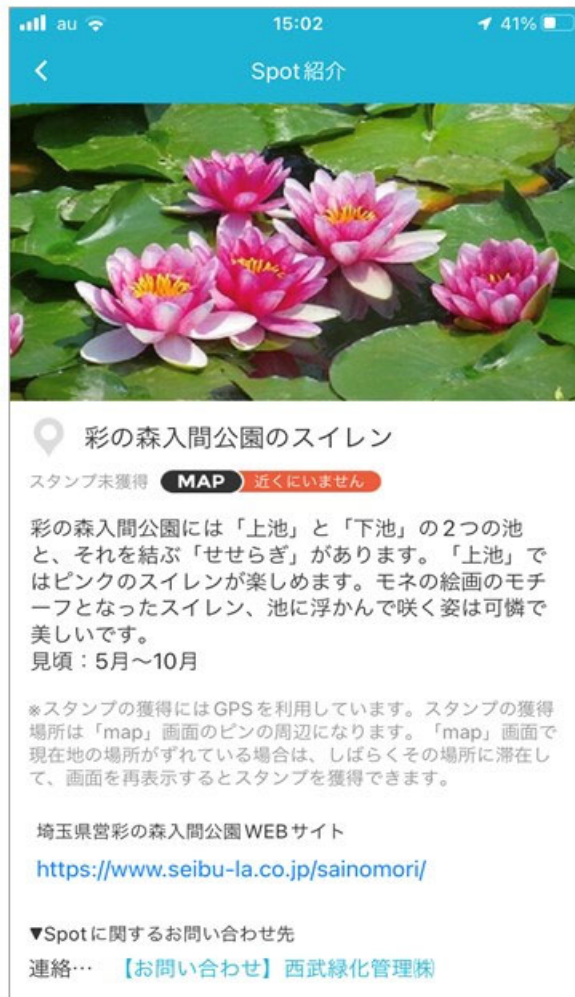 au 15:02 41%
Spot紹介
彩の森入間公園のスイレン
スタンプ未獲得 MAP 近くにいません
彩の森入間公園には「上池」と「下池」の2つの池
と、それを結ぶ「せせらぎ」があります。「上池」で
はピンクのスイレンが楽しめます。モネの絵画のモチ
ーフとなったスイレン、池に浮かんで咲く姿は可憐で
美しいです。
見頃：5月～10月
※スタンプの獲得にはGPSを利用しています。スタンプの獲得
場所は「map」画面のピンの周辺になります。「map」画面で
現在地の場所がずれている場合は、しばらくその場所に滞在し
て、画面を再表示するとスタンプを獲得できます。
埼玉県営彩の森入間公園WEBサイト
https://www.seibu-la.co.jp/sainomori/
▼Spotに関するお問い合わせ先
連絡… 【お問い合わせ】西武緑化管理㈱